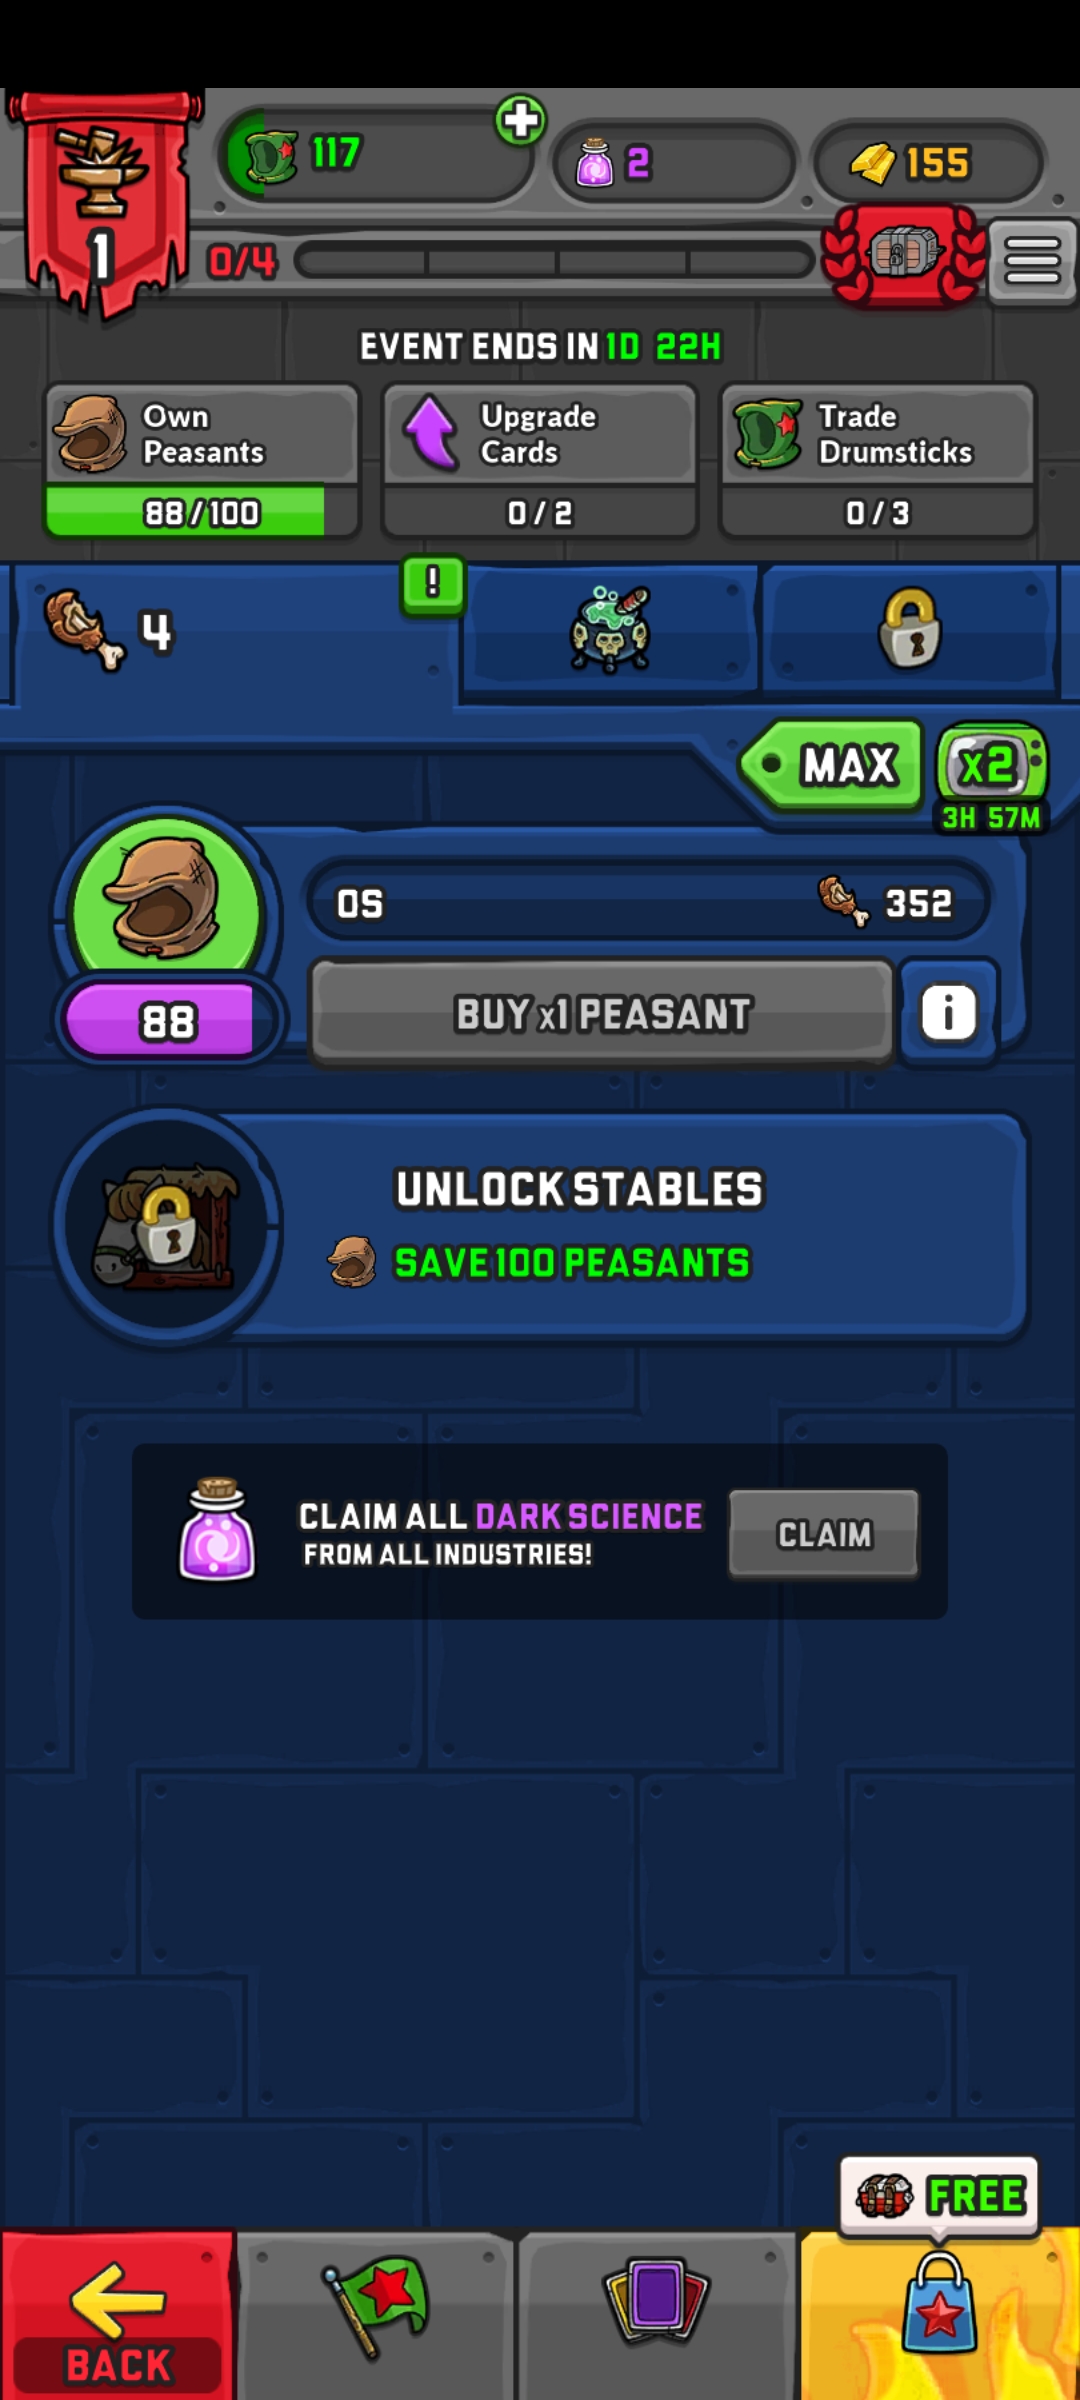 117
2
155
1
0/4
EVENT ENDS IN 1D 22H
Own
Peasants
88/100
Upgrade
Cards
0/2
Trade
Drumsticks
0/3
4
!
MAX
x2
3H 57M
0S
352
88
BUY x1 PEASANT
i
UNLOCK STABLES
SAVE 100 PEASANTS
CLAIM ALL DARK SCIENCE
FROM ALL INDUSTRIES!
CLAIM
FREE
BACK